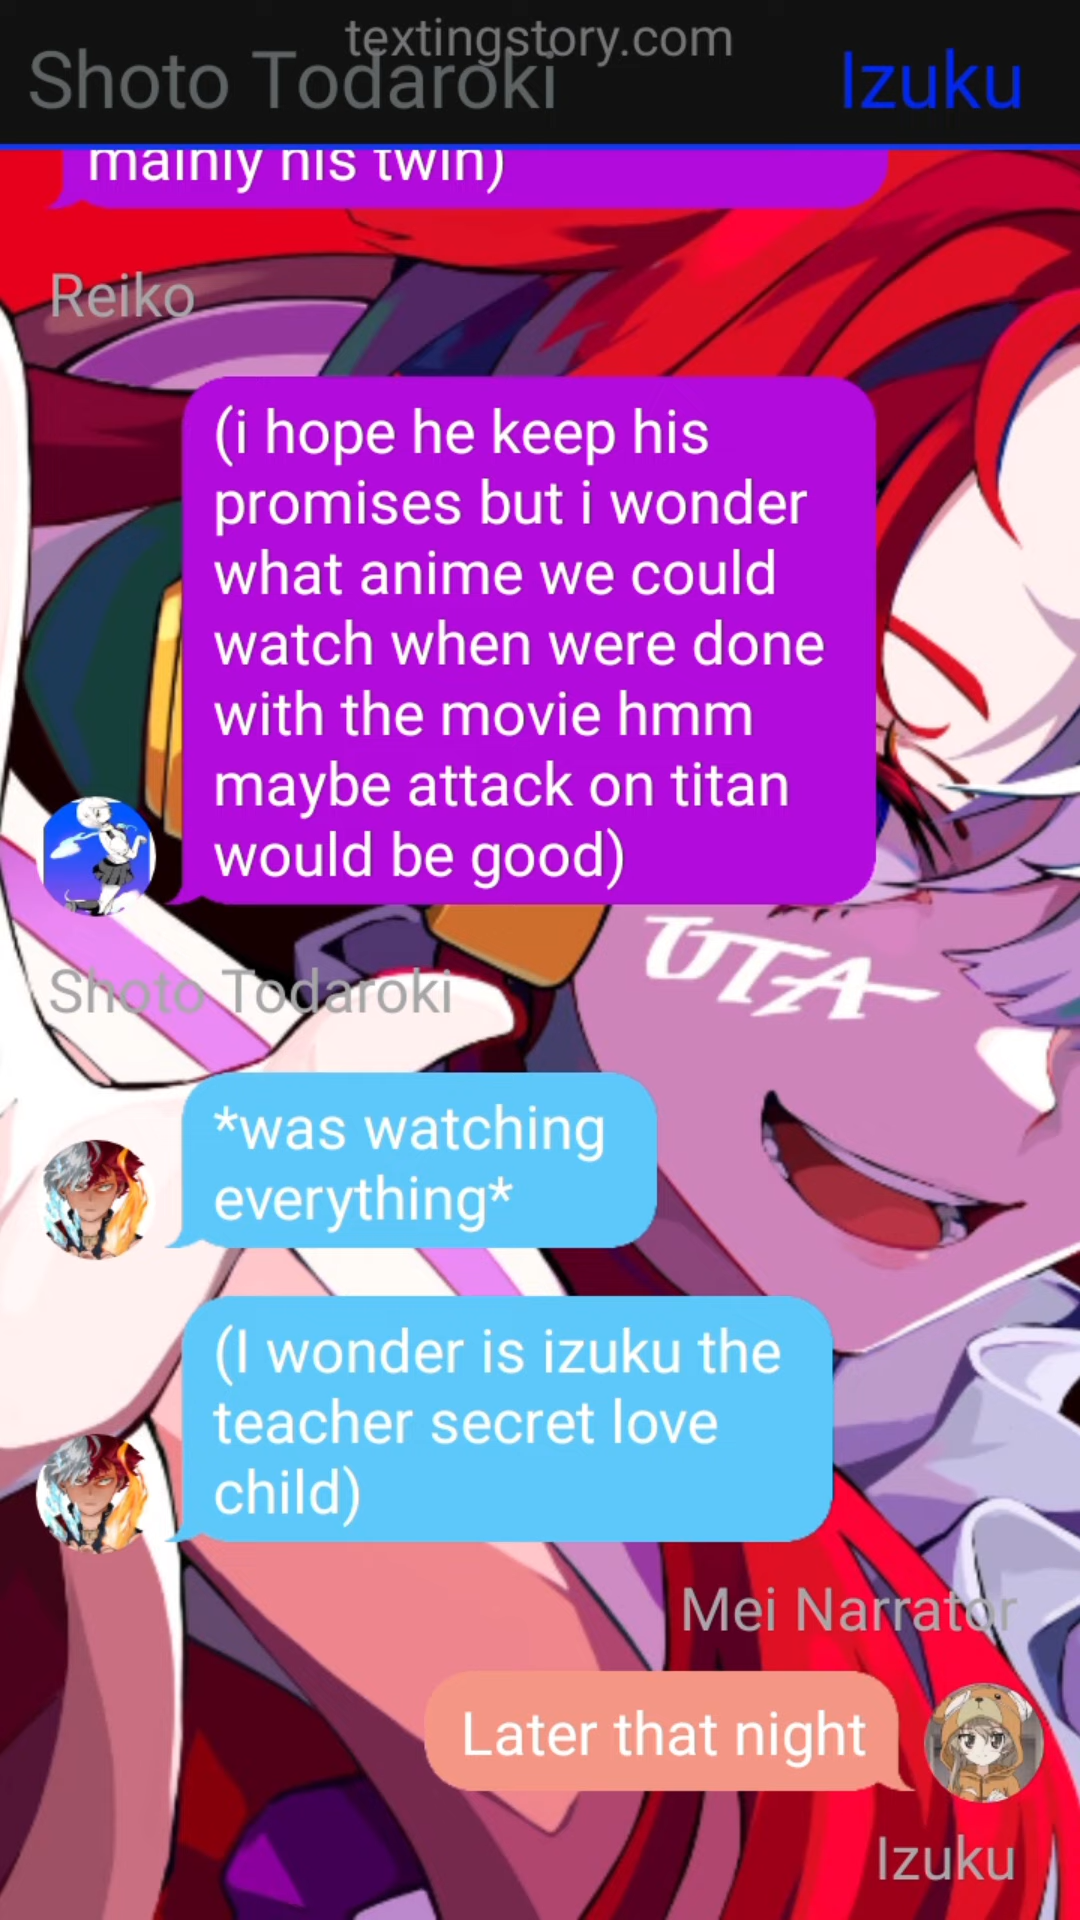 textingstory.com
Shoto Todaroki
Izuku
mainly his twin)
Reiko
(i hope he keep his
promises but i wonder
what anime we could
watch when were done
with the movie hmm
maybe attack on titan
would be good)
UTA
Shoto Todaroki
*was watching
everything*
(I wonder is izuku the
teacher secret love
child)
Mei Narrator
Later that night
Izuku